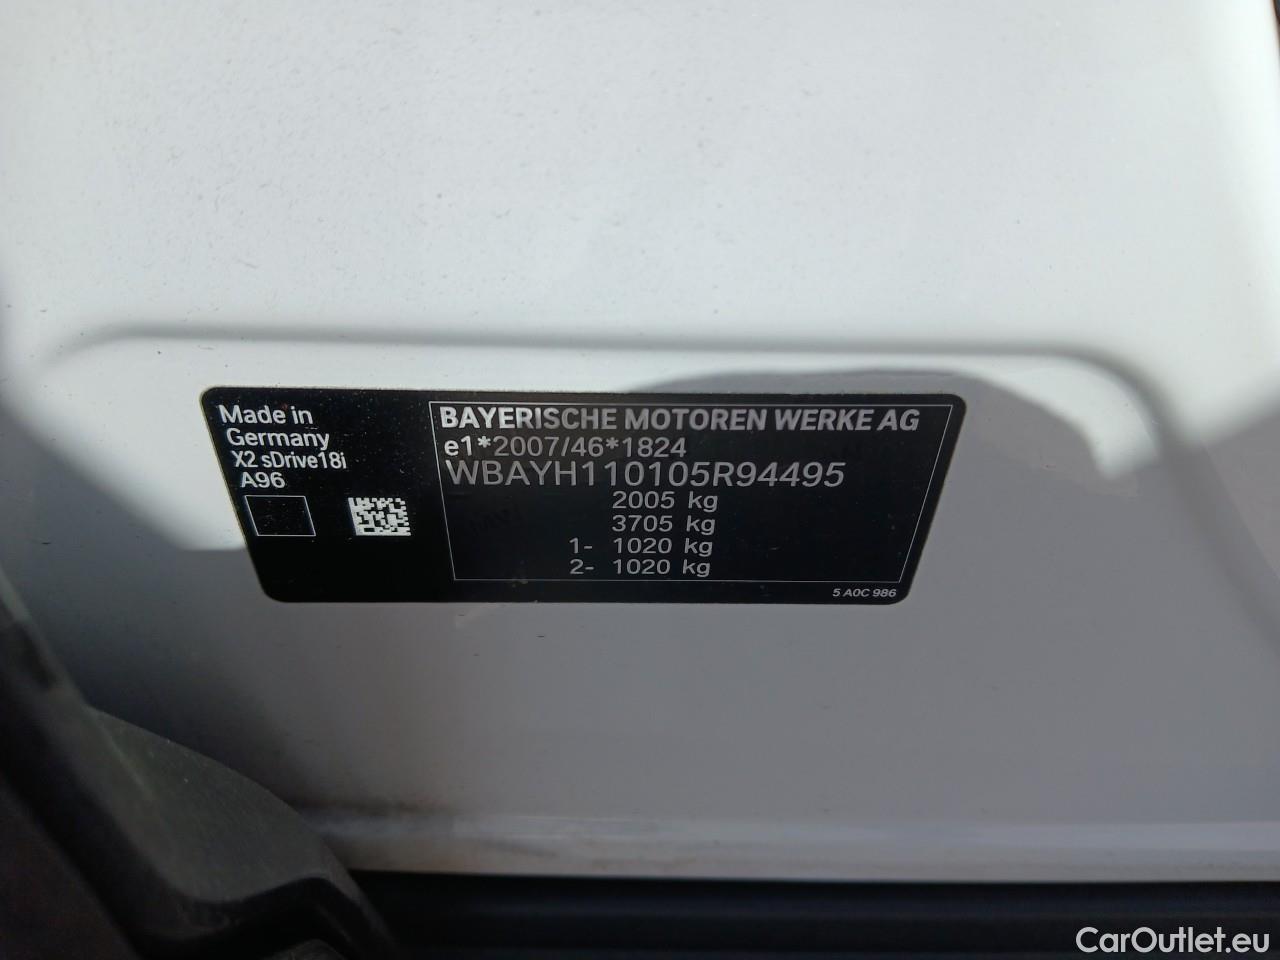 Made in
Germany
X2 sDrive18i
A96
BAYERISCHE MOTOREN WERKE AG
e1*2007/46*1824
WBAYH110105R94495
2005 kg
3705 kg
1- 1020 kg
2- 1020 kg
5 A0C 986
CarOutlet.eu